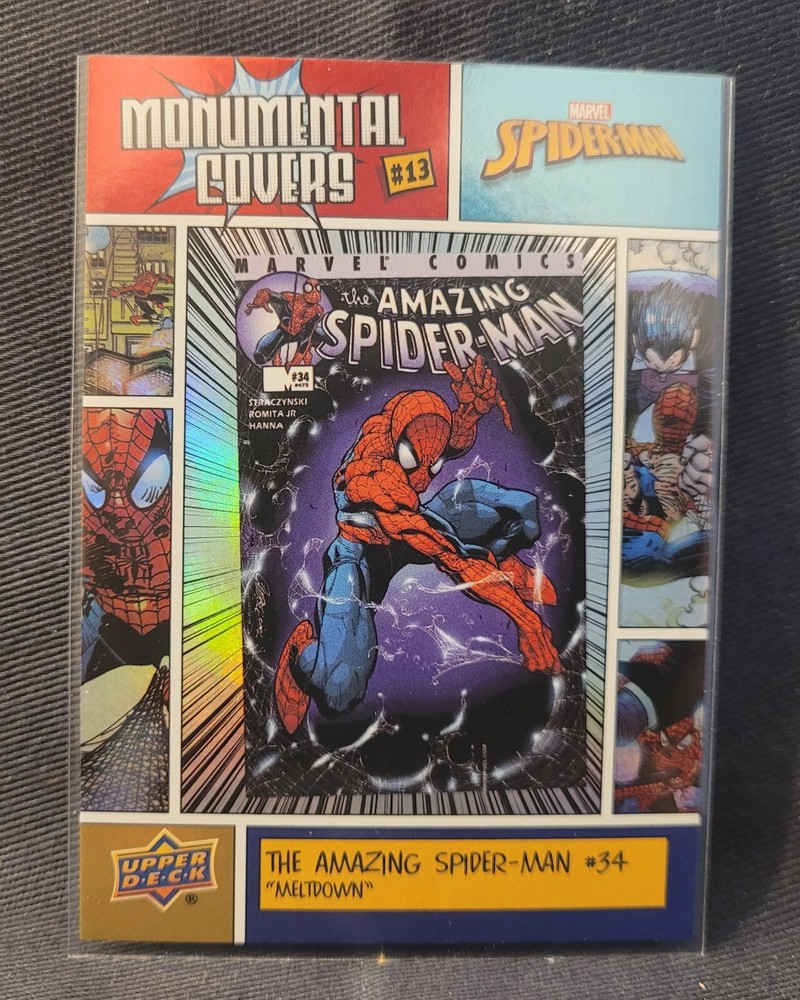 MONUMENTAL
COVERS
#13
MARVEL
SPIDER-MAN
MARVEL COMICS
the AMAZING
SPIDER-MAN
#34
#475
STRACZYNSKI
ROMITA JR
HANNA
UPPER
D·E·C·K
®
THE AMAZING SPIDER-MAN #34
"MELTDOWN"